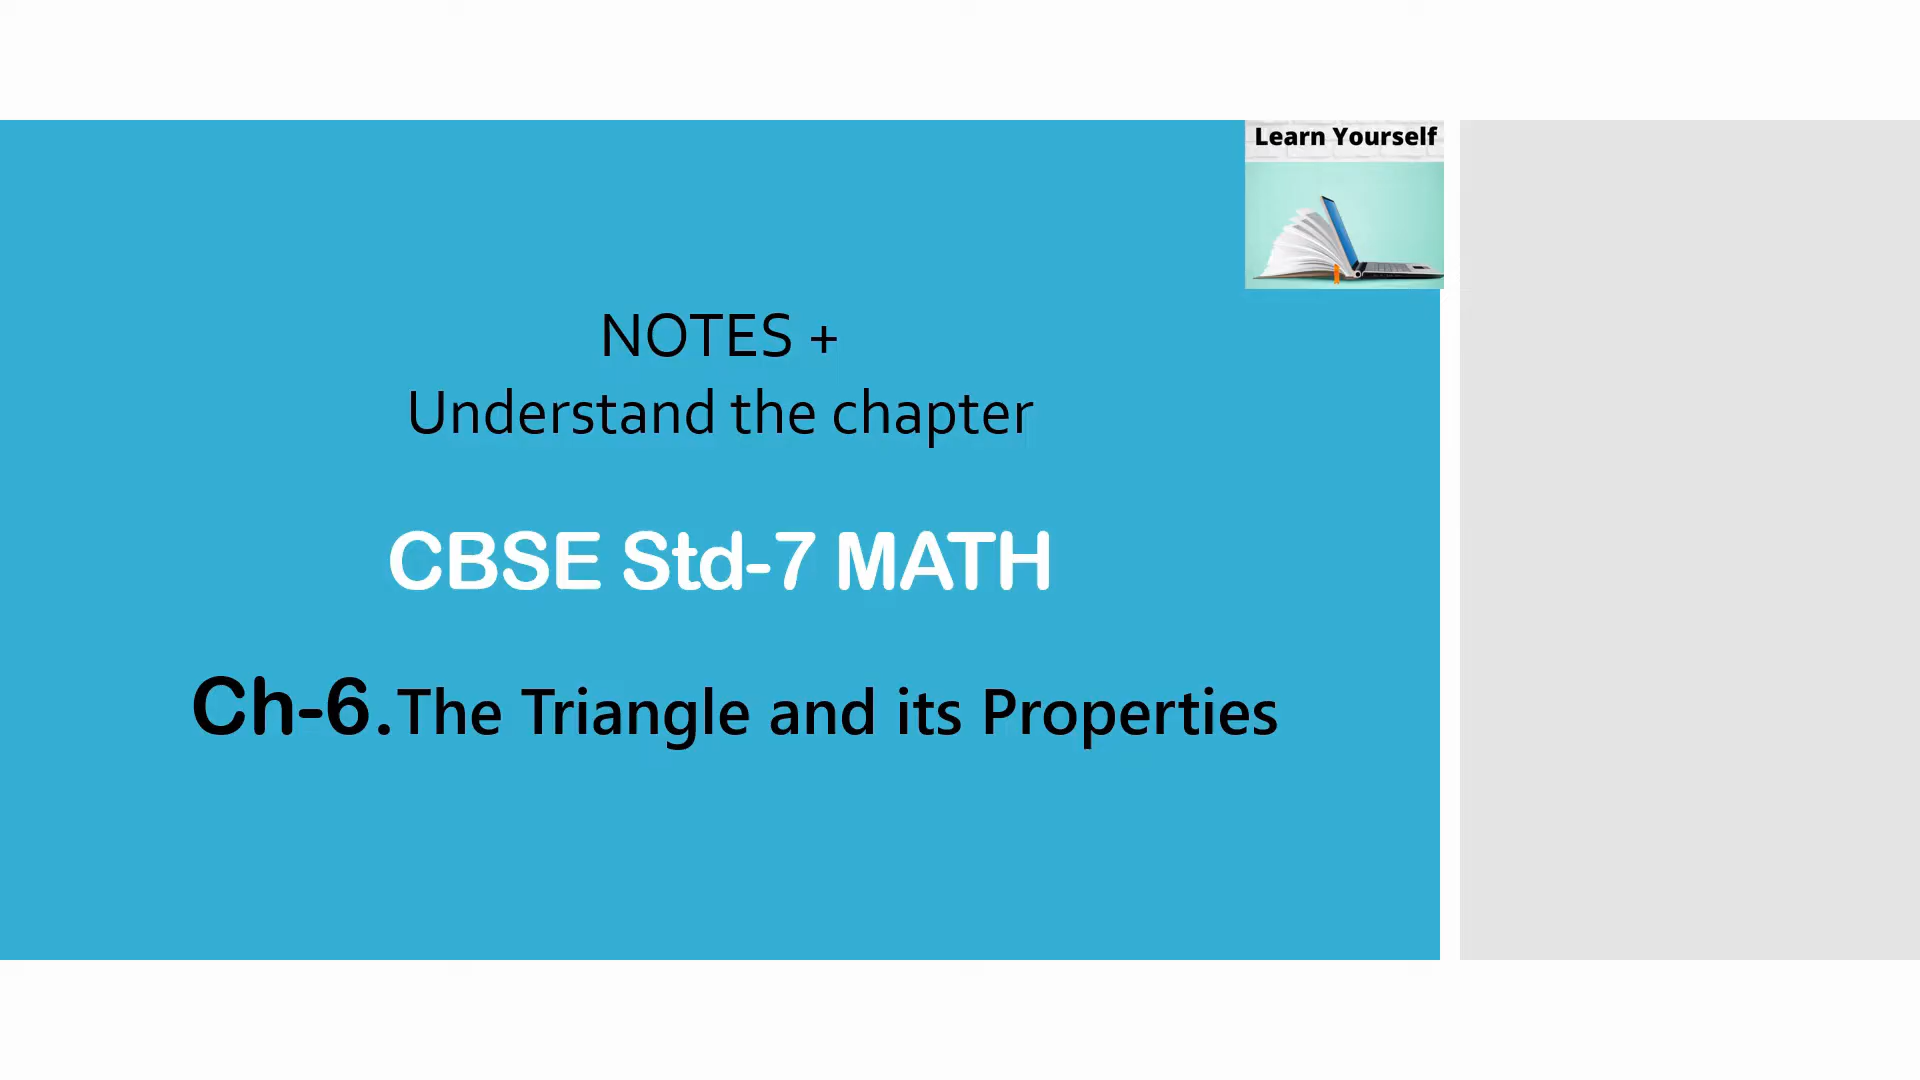 Learn Yourself
NOTES +
Understand the chapter
CBSE Std-7 MATH
Ch-6.The Triangle and its Properties